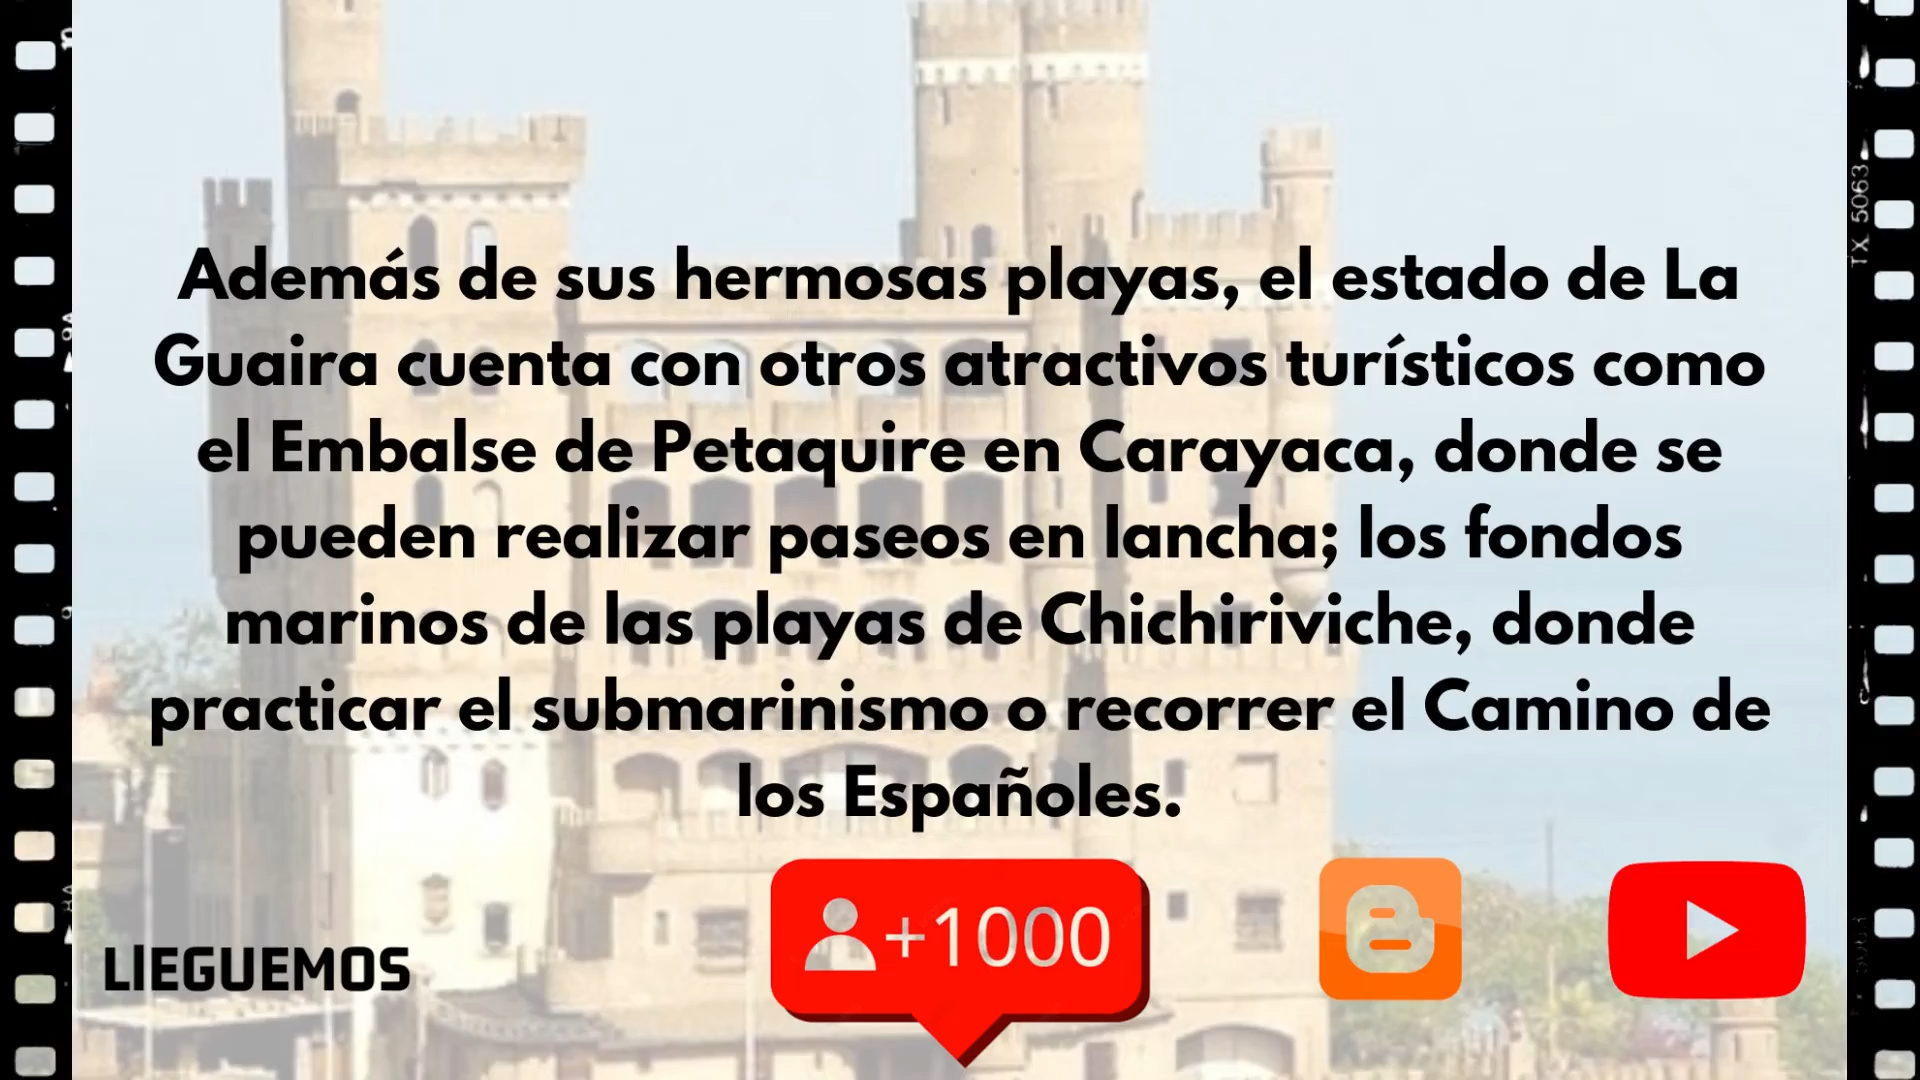 Además de sus hermosas playas, el estado de La
Guaira cuenta con otros atractivos turísticos como
el Embalse de Petaquire en Carayaca, donde se
pueden realizar paseos en lancha; los fondos
marinos de las playas de Chichiriviche, donde
practicar el submarinismo o recorrer el Camino de
los Españoles.
LlEGUEMOS
+1000
TX 5063